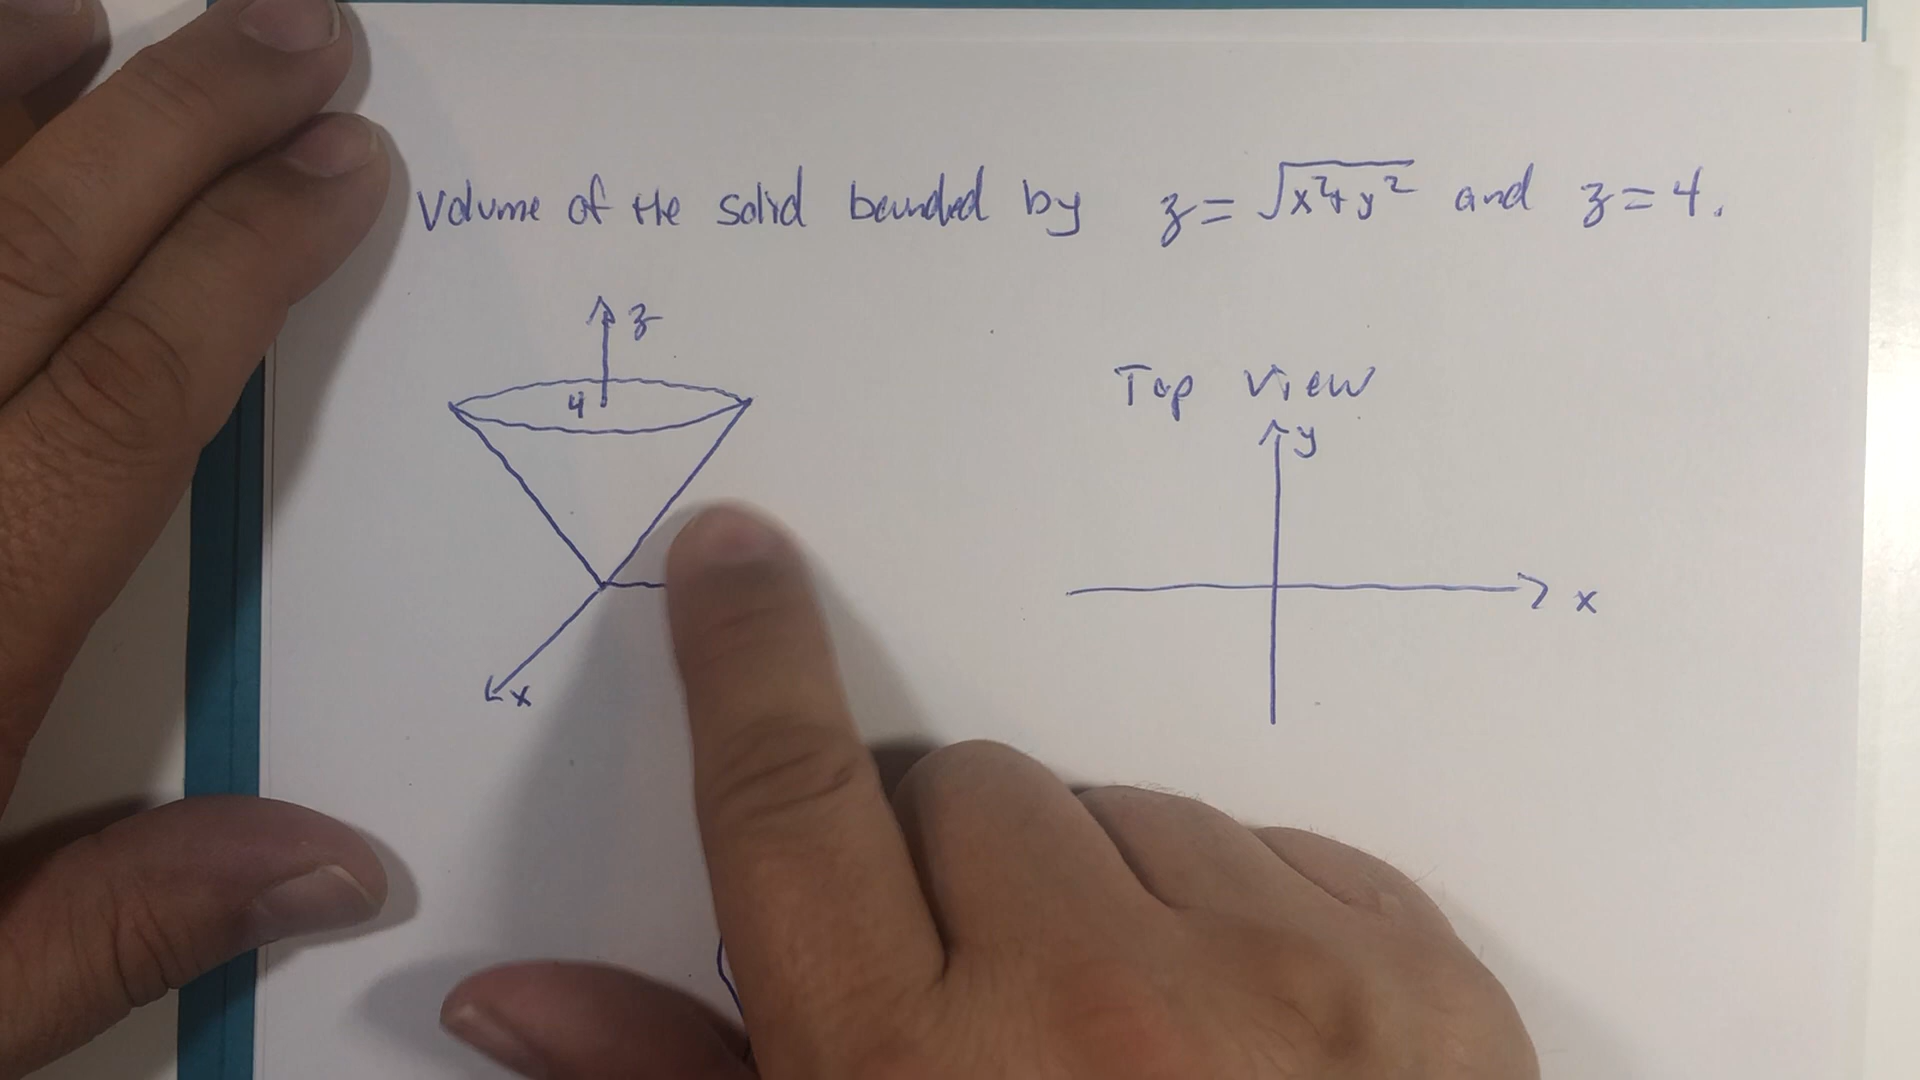 Volume of the solid bounded by z = √x²+y² and z = 4.
z
4
x
Top View
y
x